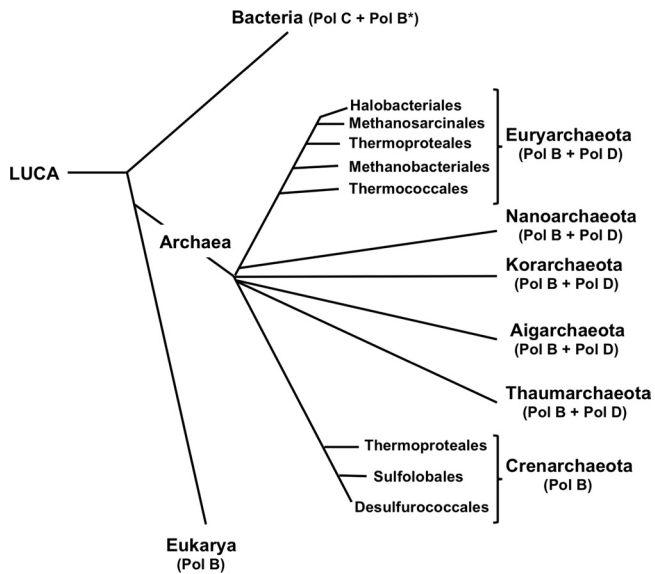 Bacteria (Pol C + Pol B*)
Halobacteriales
Methanosarcinales
Thermoproteales
Methanobacteriales
Thermococcales
Euryarchaeota
(Pol B + Pol D)
LUCA
Archaea
Nanoarchaeota
(Pol B + Pol D)
Korarchaeota
(Pol B + Pol D)
Aigarchaeota
(Pol B + Pol D)
Thaumarchaeota
(Pol B + Pol D)
Thermoproteales
Sulfolobales
Desulfurococcales
Crenarchaeota
(Pol B)
Eukarya
(Pol B)